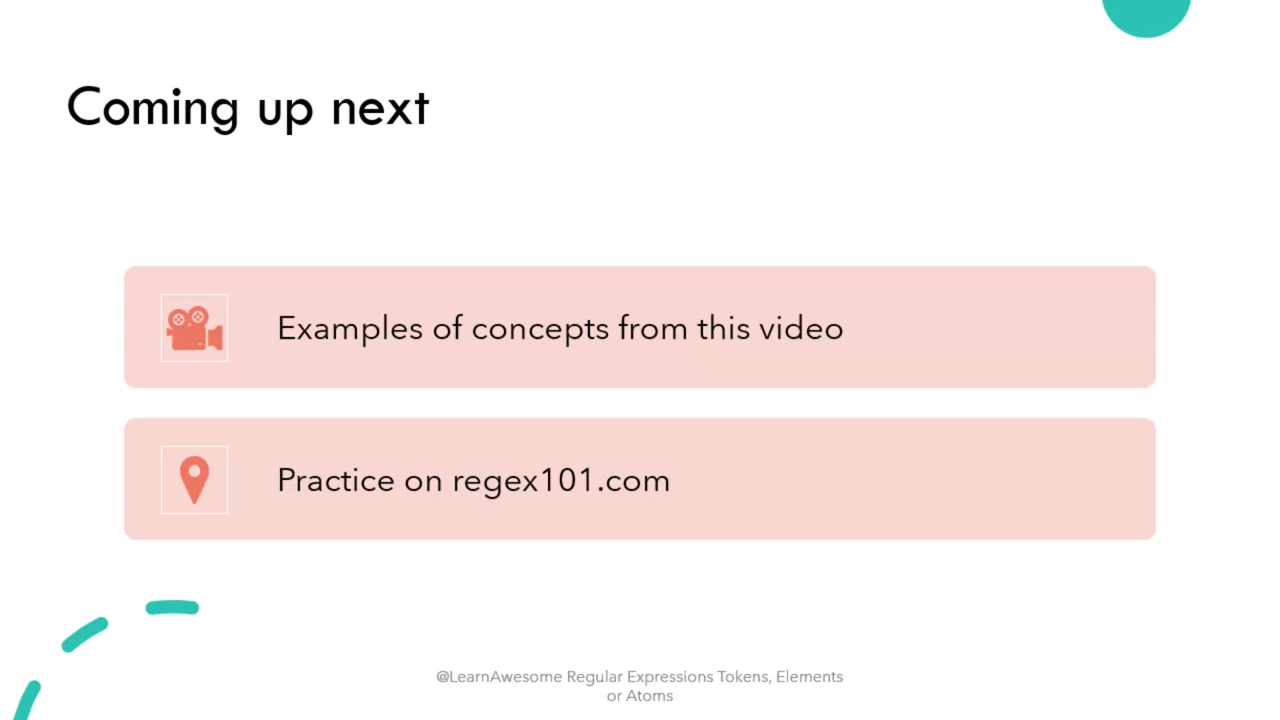 Coming up next
Examples of concepts from this video
Practice on regex101.com
@LearnAwesome Regular Expressions Tokens, Elements
or Atoms